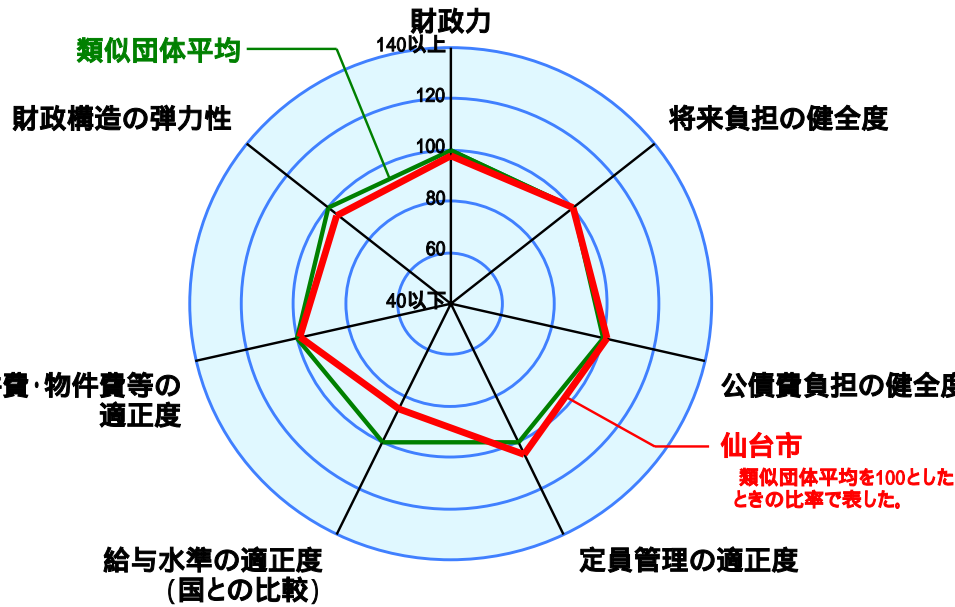 財政力
140以上
類似団体平均
120
財政構造の弾力性
将来負担の健全度
100
80
60
40以下
費・物件費等の
適正度
公債費負担の健全度
仙台市
類似団体平均を100とした
ときの比率で表した。
給与水準の適正度
(国との比較)
定員管理の適正度